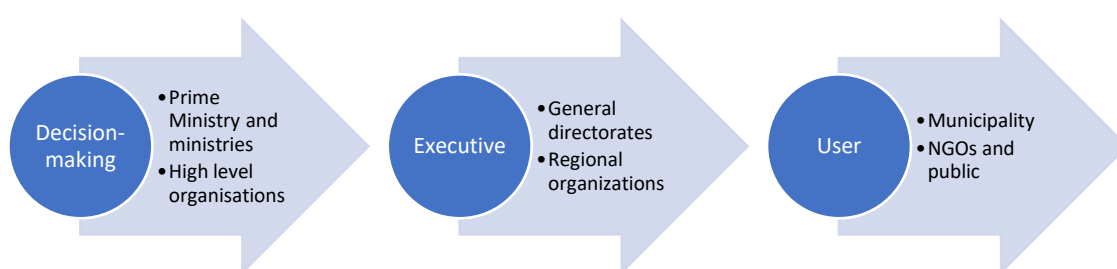 Decision-
making
•Prime
Ministry and
ministries
•High level
organisations
Executive
•General
directorates
•Regional
organizations
User
•Municipality
•NGOs and
public